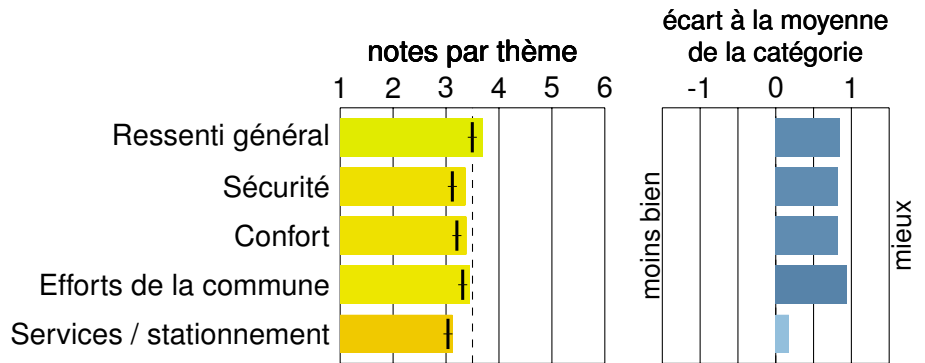 notes par thème
1 2 3 4 5 6
écart à la moyenne
de la catégorie
-1 0 1
Ressenti général
Sécurité
Confort
Efforts de la commune
Services / stationnement
moins bien
mieux